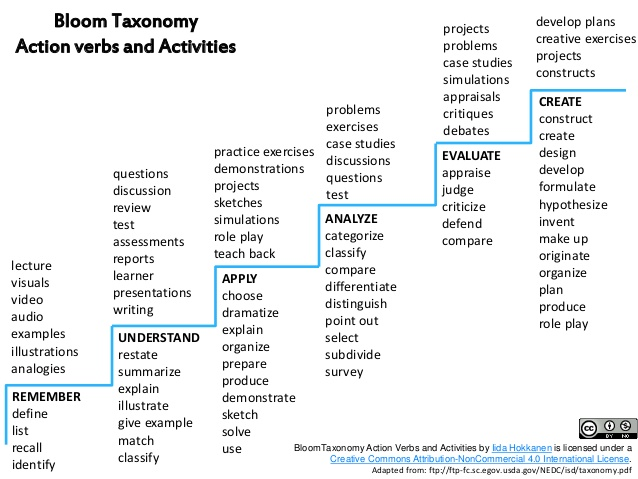 Bloom Taxonomy
Action verbs and Activities
lecture
visuals
video
audio
examples
illustrations
analogies
REMEMBER
define
list
recall
identify
questions
discussion
review
test
assessments
reports
learner
presentations
writing
UNDERSTAND
restate
summarize
explain
illustrate
give example
match
classify
practice exercises
demonstrations
projects
sketches
simulations
role play
teach back
APPLY
choose
dramatize
explain
organize
prepare
produce
demonstrate
sketch
solve
use
problems
exercises
case studies
discussions
questions
test
ANALYZE
categorize
classify
compare
differentiate
distinguish
point out
select
subdivide
survey
projects
problems
case studies
simulations
appraisals
critiques
debates
EVALUATE
appraise
judge
criticize
defend
compare
develop plans
creative exercises
projects
constructs
CREATE
construct
create
design
develop
formulate
hypothesize
invent
make up
originate
organize
plan
produce
role play
cc
BY NC
BloomTaxonomy Action Verbs and Activities by Iida Hokkanen is licensed under a
Creative Commons Attribution-NonCommercial 4.0 International License.
Adapted from: ftp://ftp-fc.sc.egov.usda.gov/NEDC/isd/taxonomy.pdf